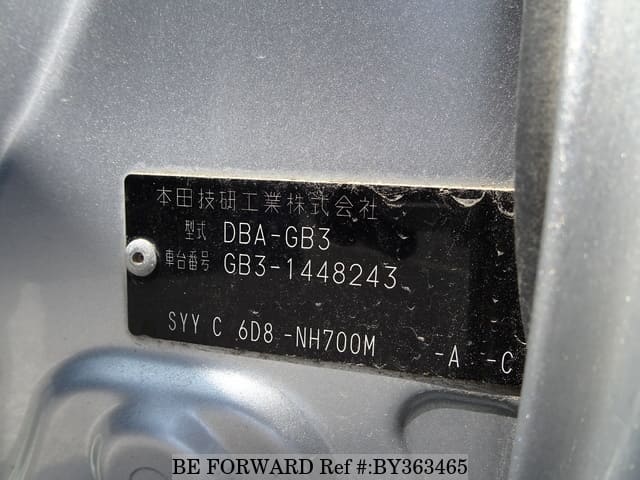 本田技研工業株式会社
型式 DBA-GB3
車台番号 GB3-1448243
SYY C 6D8 -NH700M -A -C
BE FORWARD Ref #:BY363465